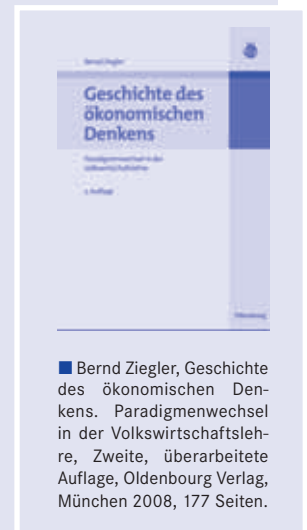 Bernd Ziegler
Geschichte des
ökonomischen
Denkens
Paradigmenwechsel in der
Volkswirtschaftslehre
2. Auflage
Oldenbourg
■ Bernd Ziegler, Geschichte
des ökonomischen Den-
kens. Paradigmenwechsel
in der Volkswirtschaftsleh-
re, Zweite, überarbeitete
Auflage, Oldenbourg Verlag,
München 2008, 177 Seiten.